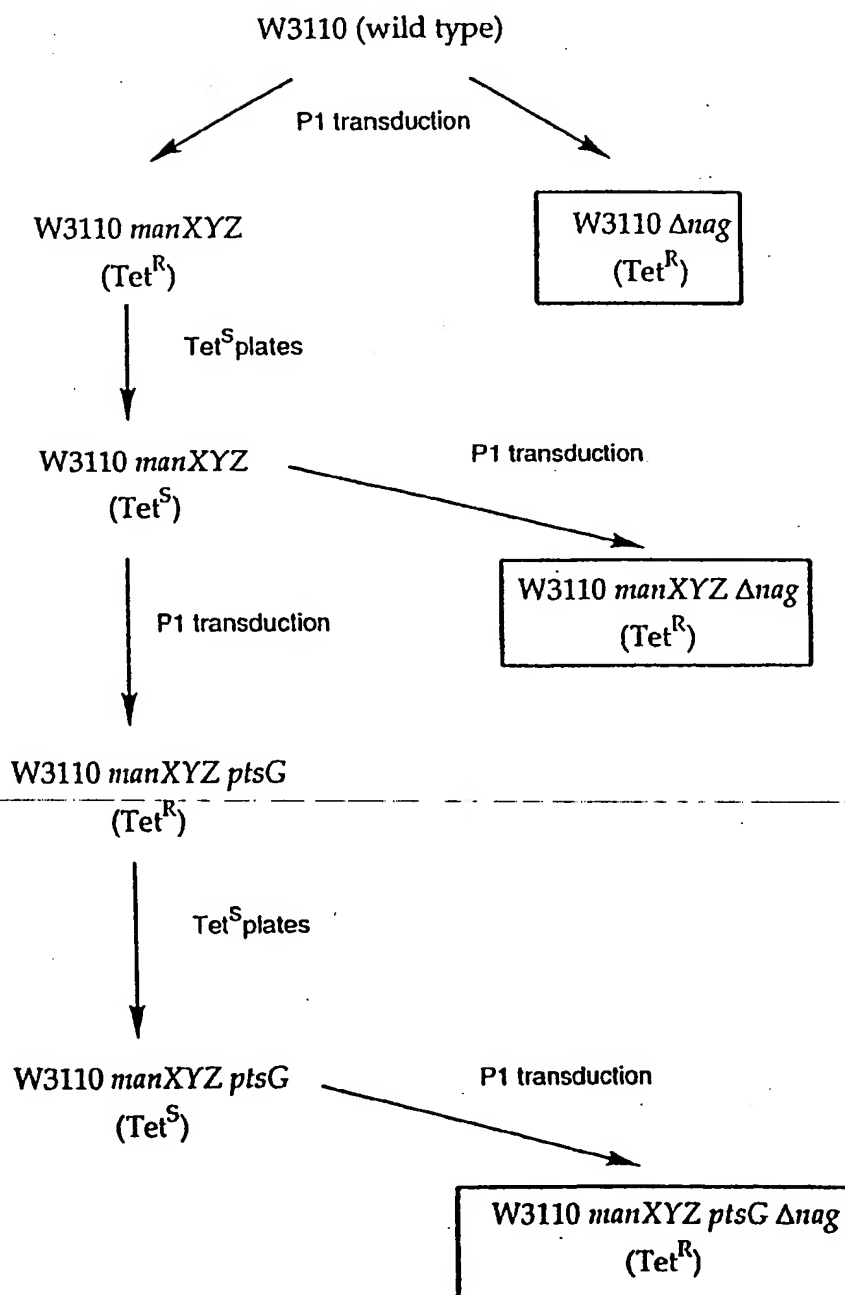 W3110 (wild type)
P1 transduction
W3110 manXYZ
(Tet^R)
W3110 Δnag
(Tet^R)
Tet^S plates
W3110 manXYZ
(Tet^S)
P1 transduction
W3110 manXYZ Δnag
(Tet^R)
P1 transduction
W3110 manXYZ ptsG
(Tet^R)
Tet^S plates
W3110 manXYZ ptsG
(Tet^S)
P1 transduction
W3110 manXYZ ptsG Δnag
(Tet^R)